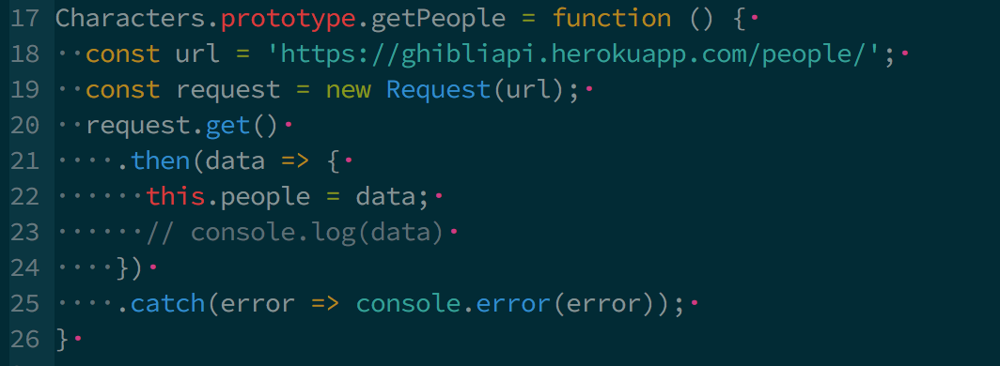 17 Characters.prototype.getPeople = function () {
18   const url = 'https://ghibliapi.herokuapp.com/people/';
19   const request = new Request(url);
20   request.get()
21     .then(data => {
22       this.people = data;
23       // console.log(data)
24     })
25     .catch(error => console.error(error));
26 }